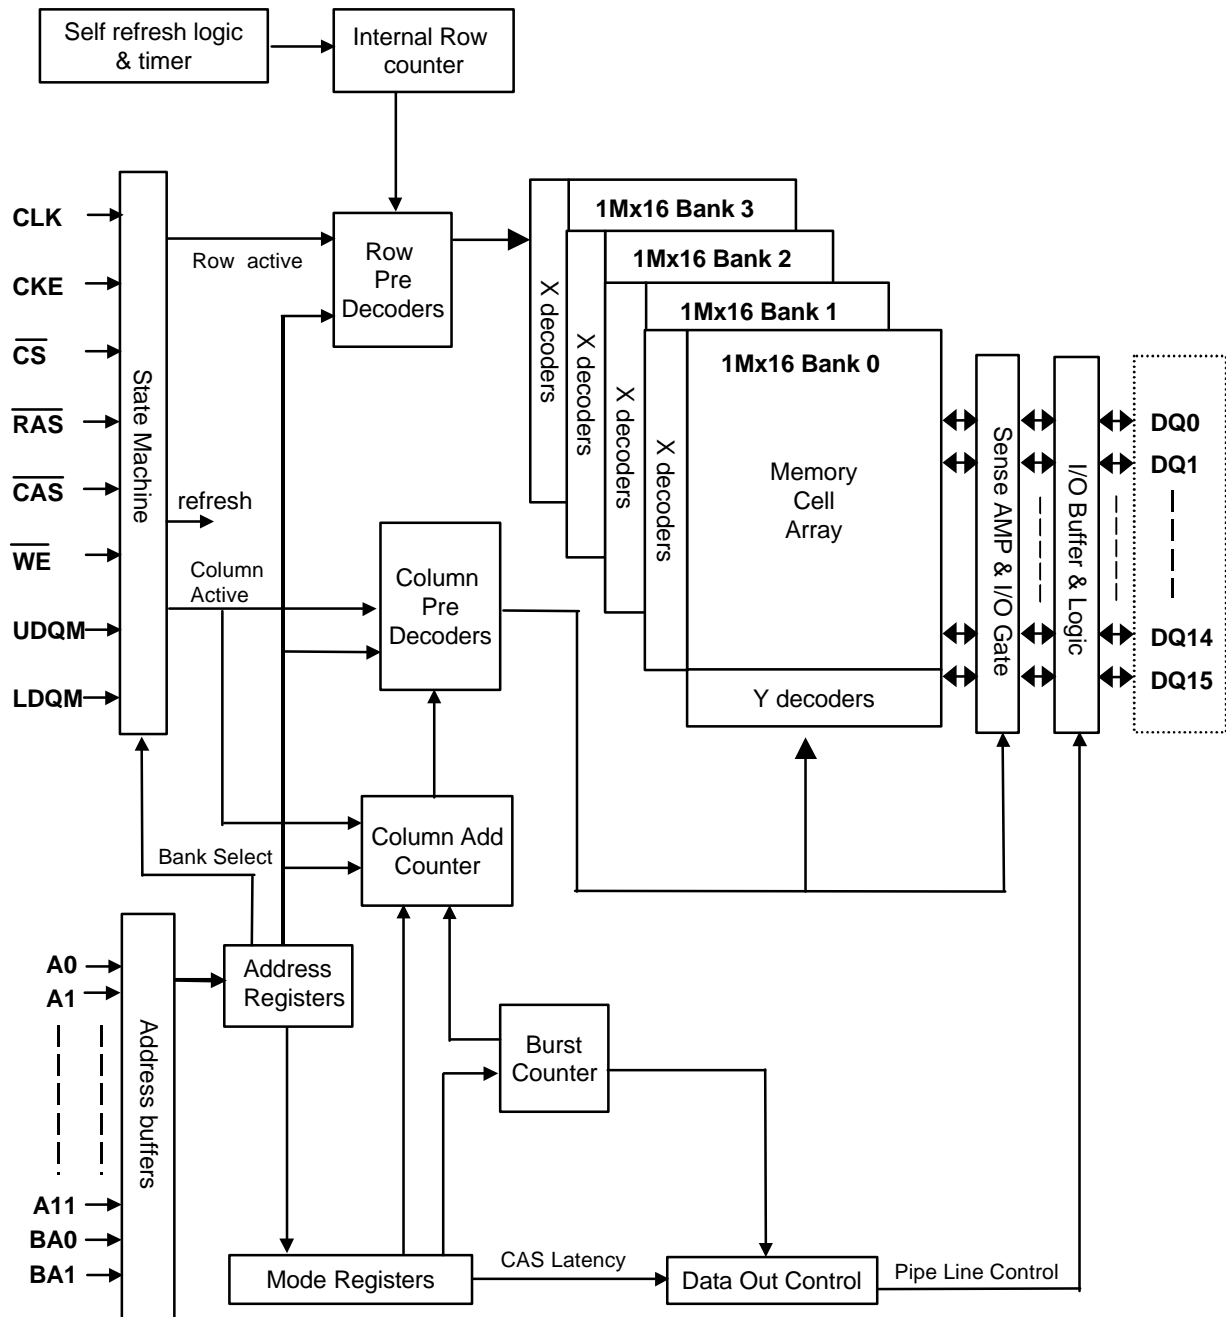 Self refresh logic
& timer
Internal Row
counter
CLK
CKE
CS
RAS
CAS
WE
UDQM
LDQM
State Machine
Row active
refresh
Column
Active
Bank Select
Row
Pre
Decoders
Column
Pre
Decoders
Column Add
Counter
X decoders
X decoders
X decoders
X decoders
1Mx16 Bank 3
1Mx16 Bank 2
1Mx16 Bank 1
1Mx16 Bank 0
Memory
Cell
Array
Y decoders
Sense AMP & I/O Gate
I/O Buffer & Logic
DQ0
DQ1
DQ14
DQ15
A0
A1
A11
BA0
BA1
Address buffers
Address
Registers
Burst
Counter
Mode Registers
CAS Latency
Data Out Control
Pipe Line Control